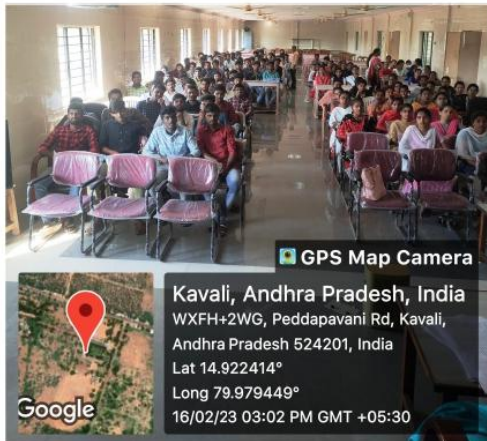 GPS Map Camera
Kavali, Andhra Pradesh, India
WXFH+2WG, Peddapavani Rd, Kavali,
Andhra Pradesh 524201, India
Lat 14.922414°
Long 79.979449°
16/02/23 03:02 PM GMT +05:30
Google